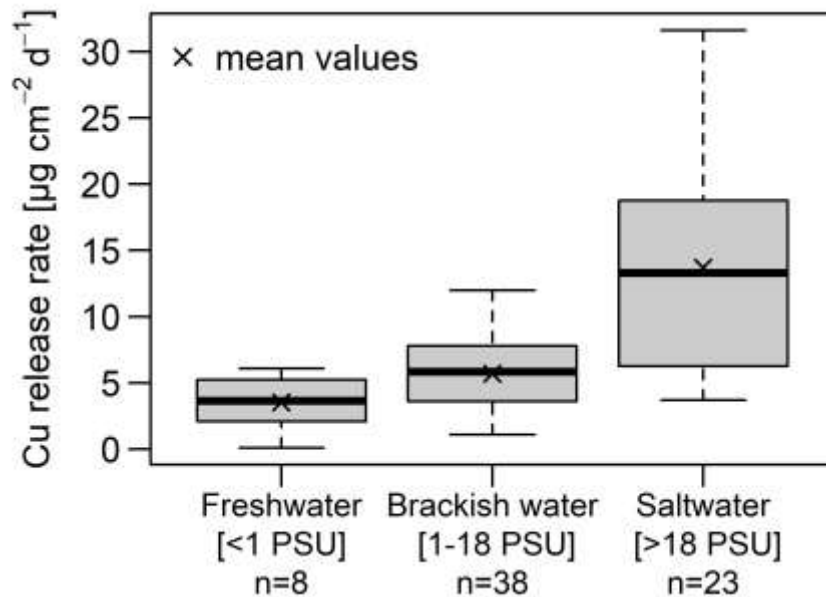 Cu release rate [µg cm⁻² d⁻¹]
30
25
20
15
10
5
0
× mean values
Freshwater
[<1 PSU]
n=8
Brackish water
[1-18 PSU]
n=38
Saltwater
[>18 PSU]
n=23